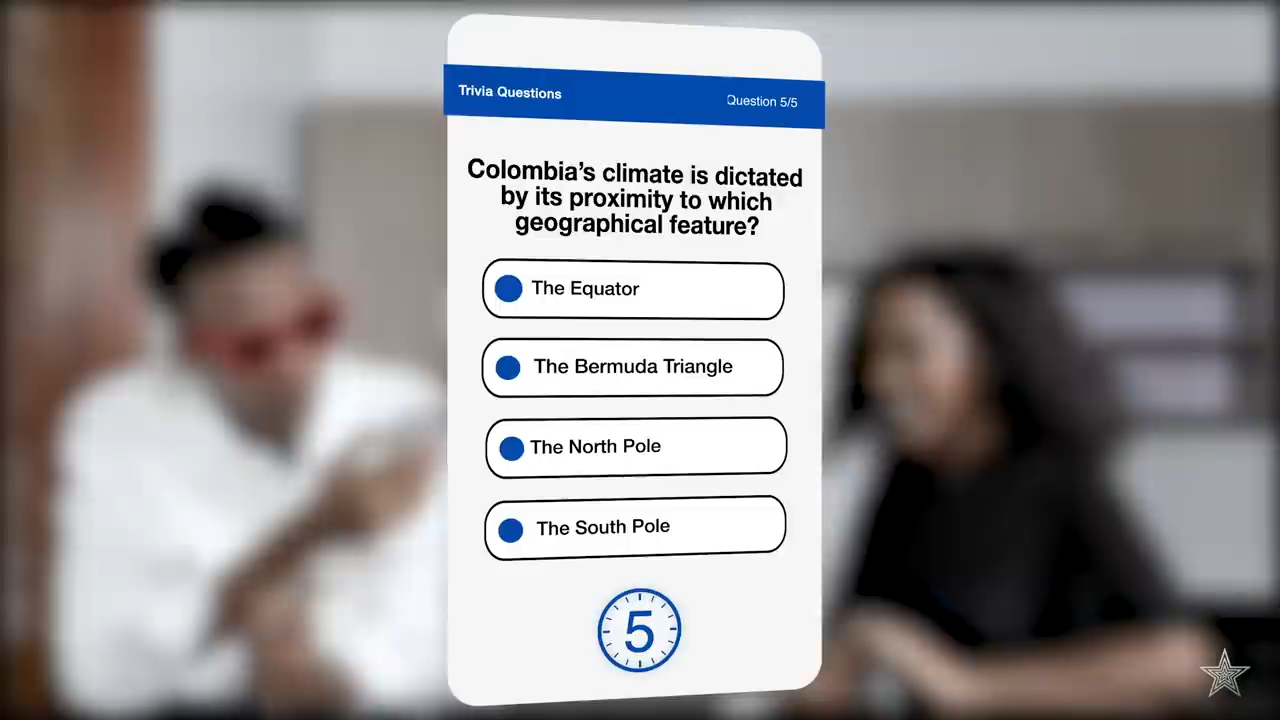 Trivia Questions
Question 5/5
Colombia's climate is dictated
by its proximity to which
geographical feature?
The Equator
The Bermuda Triangle
The North Pole
The South Pole
5